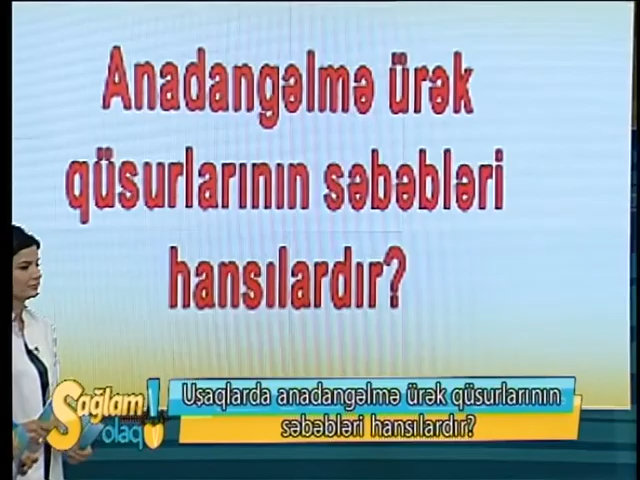 Anadangəlmə ürək
qüsurlarının səbəbləri
hansılardır?
Sağlam
olaq!
Uşaqlarda anadangəlmə ürək qüsurlarının
səbəbləri hansılardır?